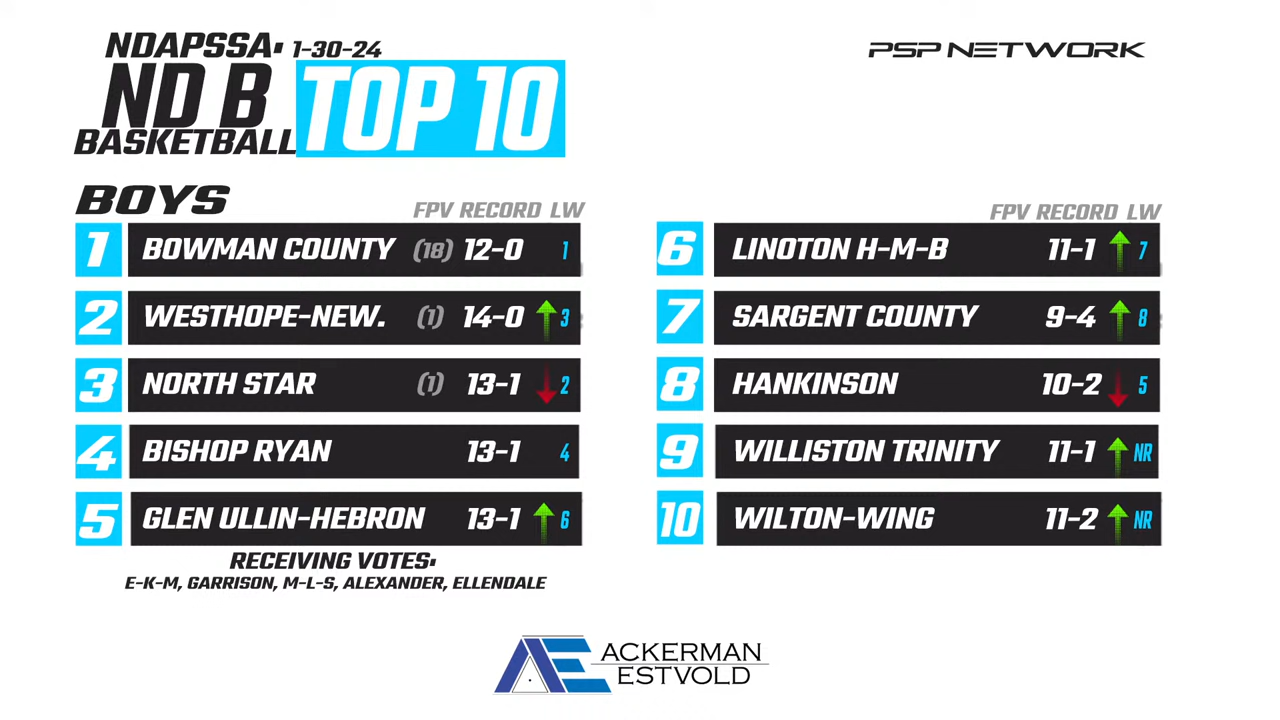 NDAPSSA: 1-30-24
PSP NETWORK
ND B
BASKETBALL
TOP 10
BOYS
FPV RECORD LW
1 BOWMAN COUNTY (18) 12-0 1
2 WESTHOPE-NEW. (1) 14-0 3
3 NORTH STAR (1) 13-1 2
4 BISHOP RYAN 13-1 4
5 GLEN ULLIN-HEBRON 13-1 6
FPV RECORD LW
6 LINOTON H-M-B 11-1 7
7 SARGENT COUNTY 9-4 8
8 HANKINSON 10-2 5
9 WILLISTON TRINITY 11-1 NR
10 WILTON-WING 11-2 NR
RECEIVING VOTES:
E-K-M, GARRISON, M-L-S, ALEXANDER, ELLENDALE
AE ACKERMAN
ESTVOLD